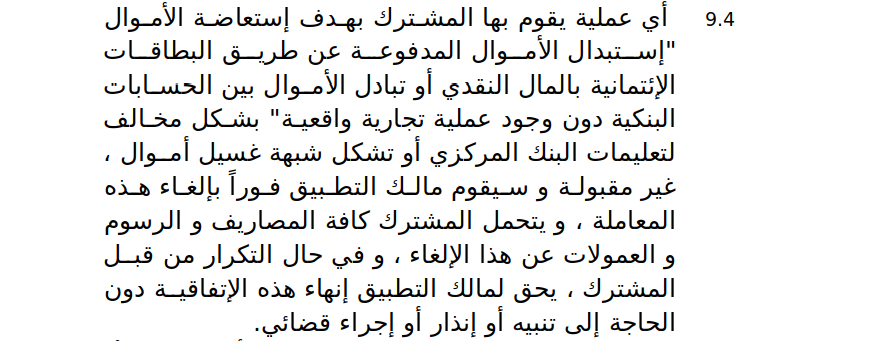 9.4 أي عملية يقوم بها المشترك بهدف إستعاضة الأموال
"إستبدال الأموال المدفوعة عن طريق البطاقات
الإئتمانية بالمال النقدي أو تبادل الأموال بين الحسابات
البنكية دون وجود عملية تجارية واقعية" بشكل مخالف
لتعليمات البنك المركزي أو تشكل شبهة غسيل أموال ،
غير مقبولة و سيقوم مالك التطبيق فوراً بإلغاء هذه
المعاملة ، و يتحمل المشترك كافة المصاريف و الرسوم
و العمولات عن هذا الإلغاء ، و في حال التكرار من قبل
المشترك ، يحق لمالك التطبيق إنهاء هذه الإتفاقية دون
الحاجة إلى تنبيه أو إنذار أو إجراء قضائي.